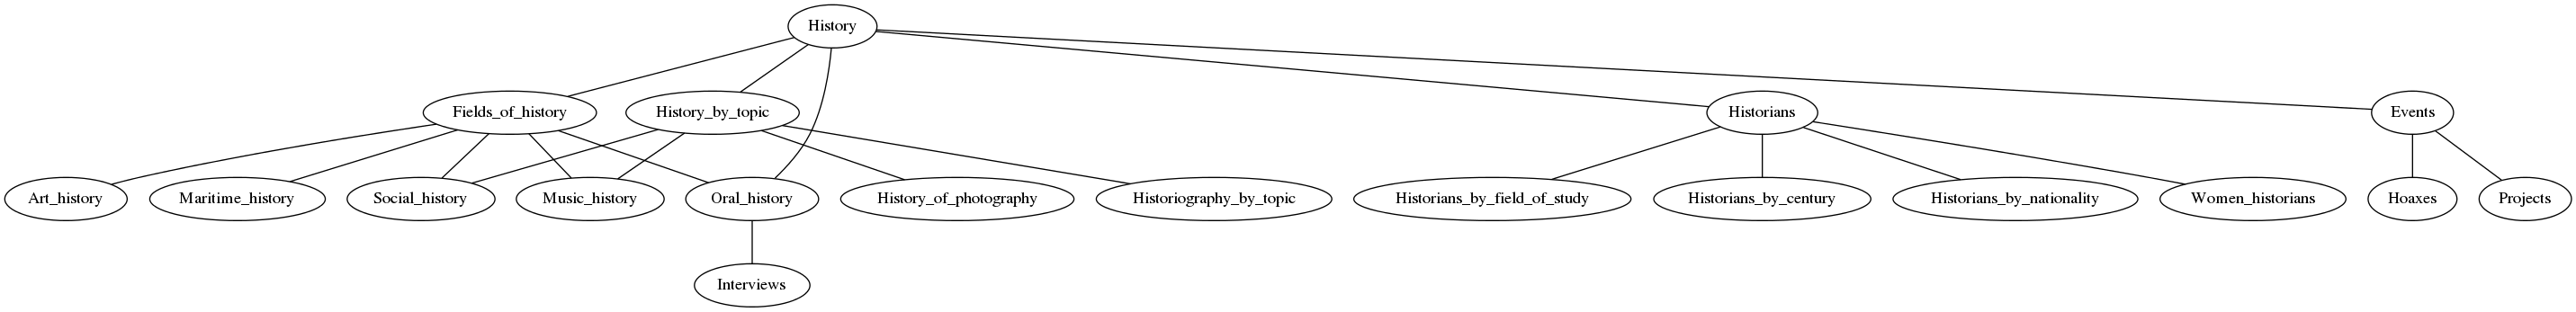 History
Fields_of_history
History_by_topic
Historians
Events
Art_history
Maritime_history
Social_history
Music_history
Oral_history
History_of_photography
Historiography_by_topic
Historians_by_field_of_study
Historians_by_century
Historians_by_nationality
Women_historians
Hoaxes
Projects
Interviews